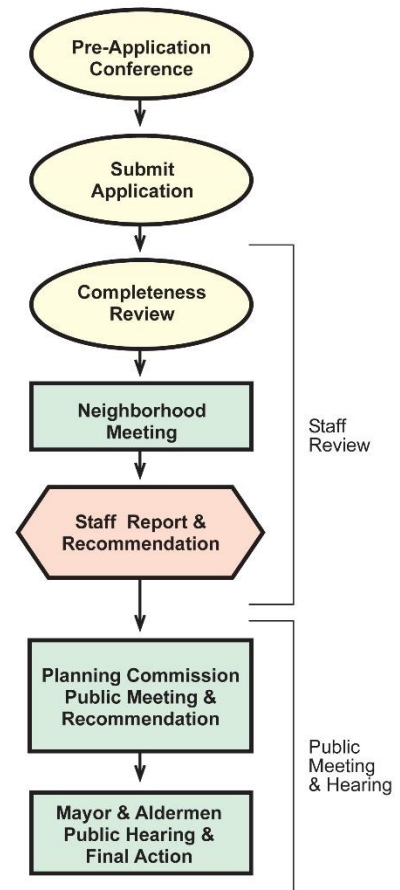 Pre-Application
Conference
Submit
Application
Completeness
Review
Neighborhood
Meeting
Staff Report &
Recommendation
Staff
Review
Planning Commission
Public Meeting &
Recommendation
Mayor & Aldermen
Public Hearing &
Final Action
Public
Meeting
& Hearing